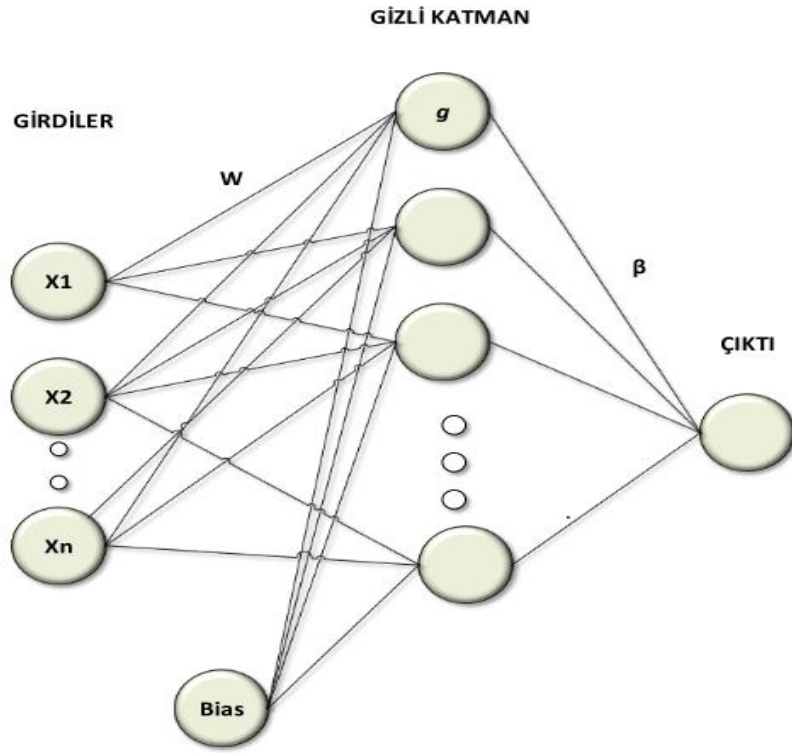 GİZLİ KATMAN
GİRDİLER
g
W
X1
β
ÇIKTI
X2
Xn
Bias